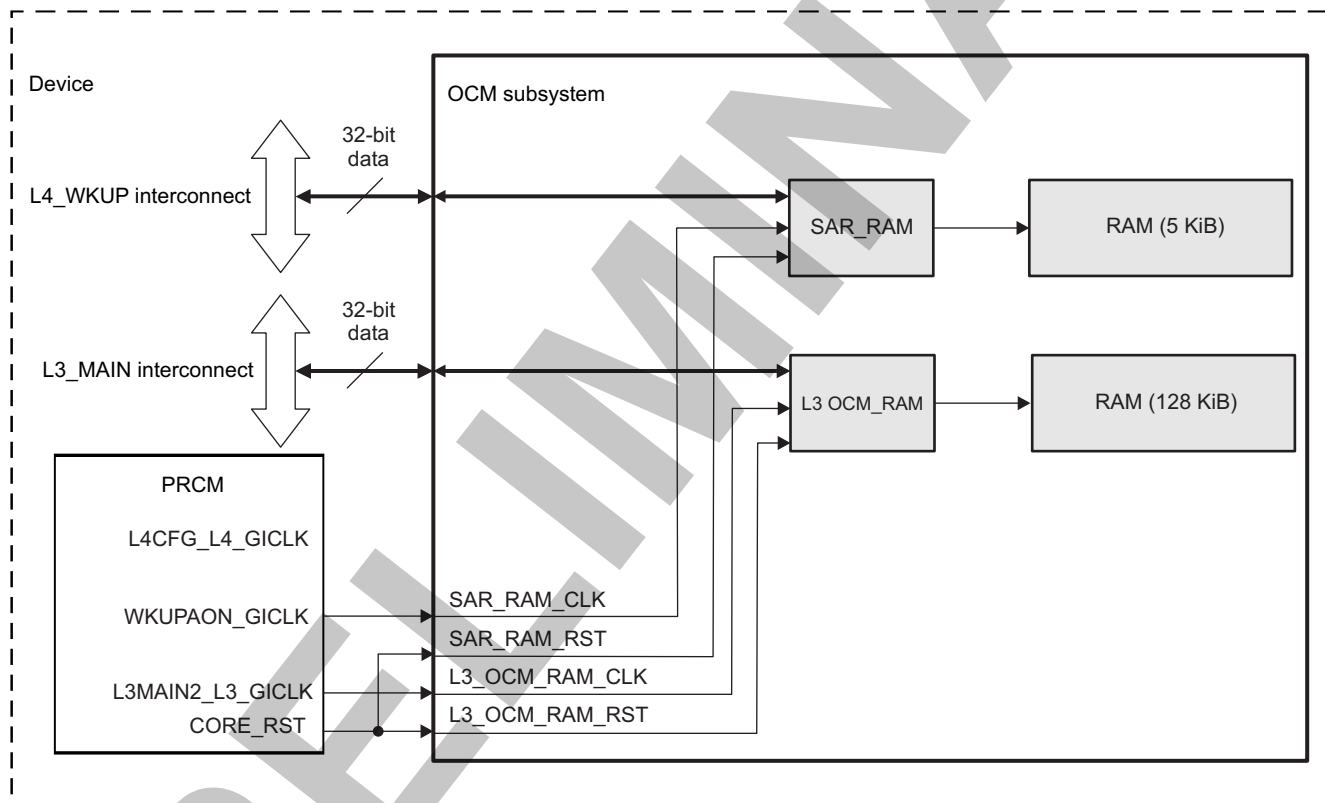 Device
OCM subsystem
32-bit
data
L4_WKUP interconnect
SAR_RAM
RAM (5 KiB)
32-bit
data
L3_MAIN interconnect
L3 OCM_RAM
RAM (128 KiB)
PRCM
L4CFG_L4_GICLK
WKUPAON_GICLK
SAR_RAM_CLK
SAR_RAM_RST
L3MAIN2_L3_GICLK
L3_OCM_RAM_CLK
CORE_RST
L3_OCM_RAM_RST
ELIMINA